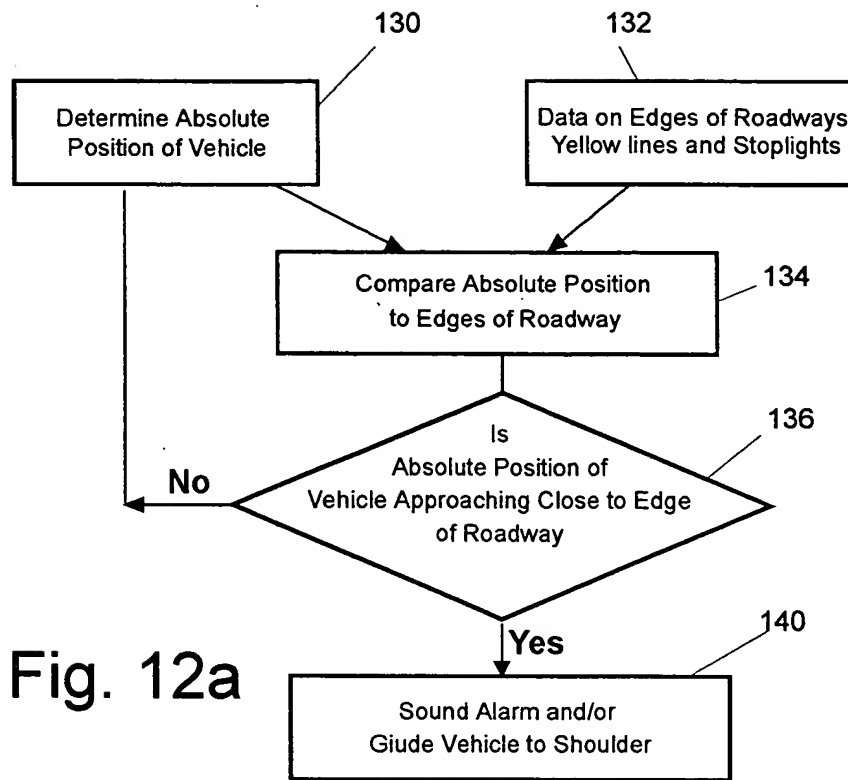 130
132
Determine Absolute
Position of Vehicle
Data on Edges of Roadways
Yellow lines and Stoplights
Compare Absolute Position
to Edges of Roadway
134
Is
Absolute Position of
Vehicle Approaching Close to Edge
of Roadway
136
No
Yes
140
Fig. 12a
Sound Alarm and/or
Giude Vehicle to Shoulder